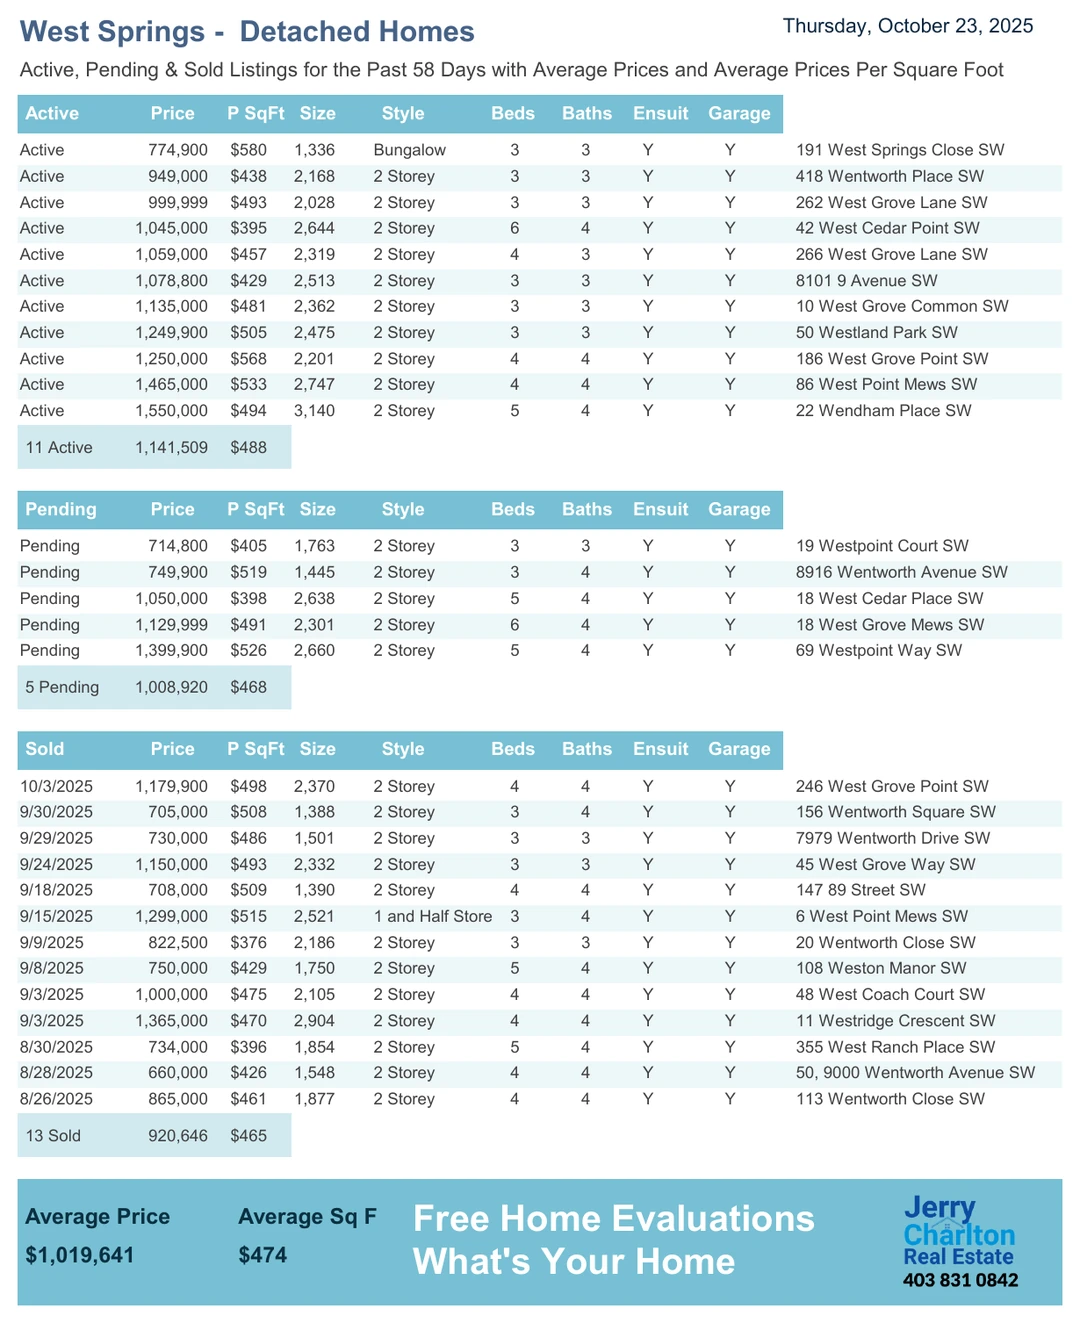 West Springs -  Detached Homes
Thursday, October 23, 2025
Active, Pending & Sold Listings for the Past 58 Days with Average Prices and Average Prices Per Square Foot
Active Price P SqFt Size Style Beds Baths Ensuit Garage
Active 774,900 $580 1,336 Bungalow 3 3 Y Y 191 West Springs Close SW
Active 949,000 $438 2,168 2 Storey 3 3 Y Y 418 Wentworth Place SW
Active 999,999 $493 2,028 2 Storey 3 3 Y Y 262 West Grove Lane SW
Active 1,045,000 $395 2,644 2 Storey 6 4 Y Y 42 West Cedar Point SW
Active 1,059,000 $457 2,319 2 Storey 4 3 Y Y 266 West Grove Lane SW
Active 1,078,800 $429 2,513 2 Storey 3 3 Y Y 8101 9 Avenue SW
Active 1,135,000 $481 2,362 2 Storey 3 3 Y Y 10 West Grove Common SW
Active 1,249,900 $505 2,475 2 Storey 3 3 Y Y 50 Westland Park SW
Active 1,250,000 $568 2,201 2 Storey 4 4 Y Y 186 West Grove Point SW
Active 1,465,000 $533 2,747 2 Storey 4 4 Y Y 86 West Point Mews SW
Active 1,550,000 $494 3,140 2 Storey 5 4 Y Y 22 Wendham Place SW
11 Active 1,141,509 $488
Pending Price P SqFt Size Style Beds Baths Ensuit Garage
Pending 714,800 $405 1,763 2 Storey 3 3 Y Y 19 Westpoint Court SW
Pending 749,900 $519 1,445 2 Storey 3 4 Y Y 8916 Wentworth Avenue SW
Pending 1,050,000 $398 2,638 2 Storey 5 4 Y Y 18 West Cedar Place SW
Pending 1,129,999 $491 2,301 2 Storey 6 4 Y Y 18 West Grove Mews SW
Pending 1,399,900 $526 2,660 2 Storey 5 4 Y Y 69 Westpoint Way SW
5 Pending 1,008,920 $468
Sold Price P SqFt Size Style Beds Baths Ensuit Garage
10/3/2025 1,179,900 $498 2,370 2 Storey 4 4 Y Y 246 West Grove Point SW
9/30/2025 705,000 $508 1,388 2 Storey 3 4 Y Y 156 Wentworth Square SW
9/29/2025 730,000 $486 1,501 2 Storey 3 3 Y Y 7979 Wentworth Drive SW
9/24/2025 1,150,000 $493 2,332 2 Storey 3 3 Y Y 45 West Grove Way SW
9/18/2025 708,000 $509 1,390 2 Storey 4 4 Y Y 147 89 Street SW
9/15/2025 1,299,000 $515 2,521 1 and Half Store 3 4 Y Y 6 West Point Mews SW
9/9/2025 822,500 $376 2,186 2 Storey 3 3 Y Y 20 Wentworth Close SW
9/8/2025 750,000 $429 1,750 2 Storey 5 4 Y Y 108 Weston Manor SW
9/3/2025 1,000,000 $475 2,105 2 Storey 4 4 Y Y 48 West Coach Court SW
9/3/2025 1,365,000 $470 2,904 2 Storey 4 4 Y Y 11 Westridge Crescent SW
8/30/2025 734,000 $396 1,854 2 Storey 5 4 Y Y 355 West Ranch Place SW
8/28/2025 660,000 $426 1,548 2 Storey 4 4 Y Y 50, 9000 Wentworth Avenue SW
8/26/2025 865,000 $461 1,877 2 Storey 4 4 Y Y 113 Wentworth Close SW
13 Sold 920,646 $465
Average Price Average Sq F
$1,019,641 $474
Free Home Evaluations
What's Your Home
Jerry
Charlton
Real Estate
403 831 0842